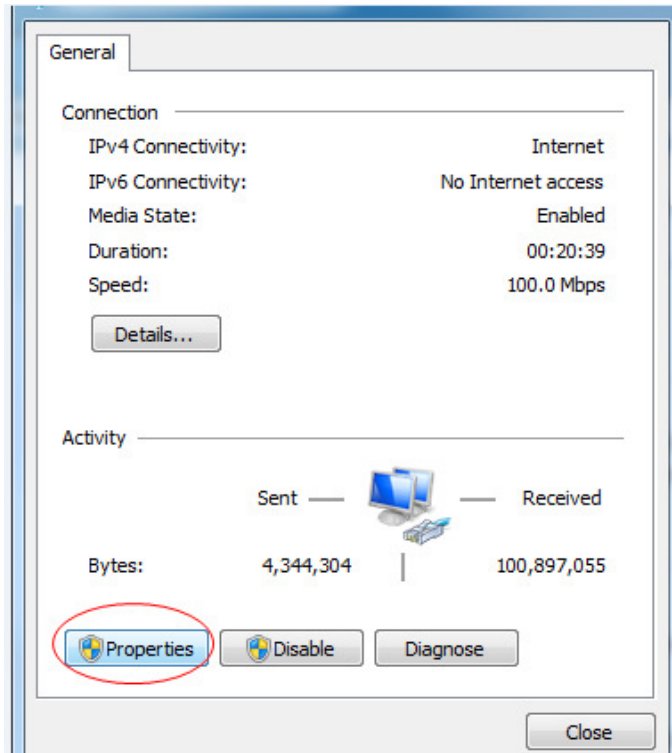 General
Connection
IPv4 Connectivity: Internet
IPv6 Connectivity: No Internet access
Media State: Enabled
Duration: 00:20:39
Speed: 100.0 Mbps
Details...
Activity
Sent Received
Bytes: 4,344,304 100,897,055
Properties Disable Diagnose
Close